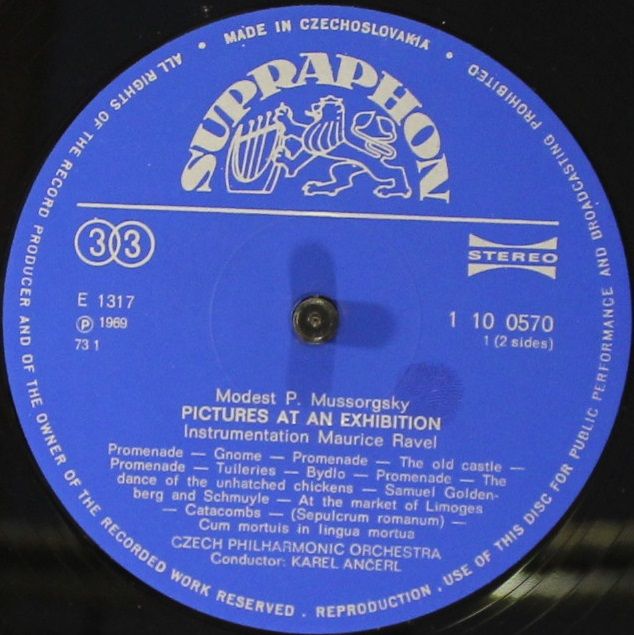 ALL RIGHTS OF THE RECORD PRODUCER AND OF THE OWNER OF THE RECORDED WORK RESERVED . REPRODUCTION , USE OF THIS DISC FOR PUBLIC PERFORMANCE AND BROADCASTING PROHIBITED
• MADE IN CZECHOSLOVAKIA •
SUPRAPHON
33
STEREO
E 1317
℗ 1969
73 1
1 10 0570
1 (2 sides)
Modest P. Mussorgsky
PICTURES AT AN EXHIBITION
Instrumentation Maurice Ravel
Promenade — Gnome — Promenade — The old castle —
Promenade — Tuileries — Bydlo — Promenade — The
dance of the unhatched chickens — Samuel Golden-
berg and Schmuyle — At the market of Limoges
— Catacombs — (Sepulcrum romanum) —
Cum mortuis in lingua mortua
CZECH PHILHARMONIC ORCHESTRA
Conductor: KAREL ANČERL